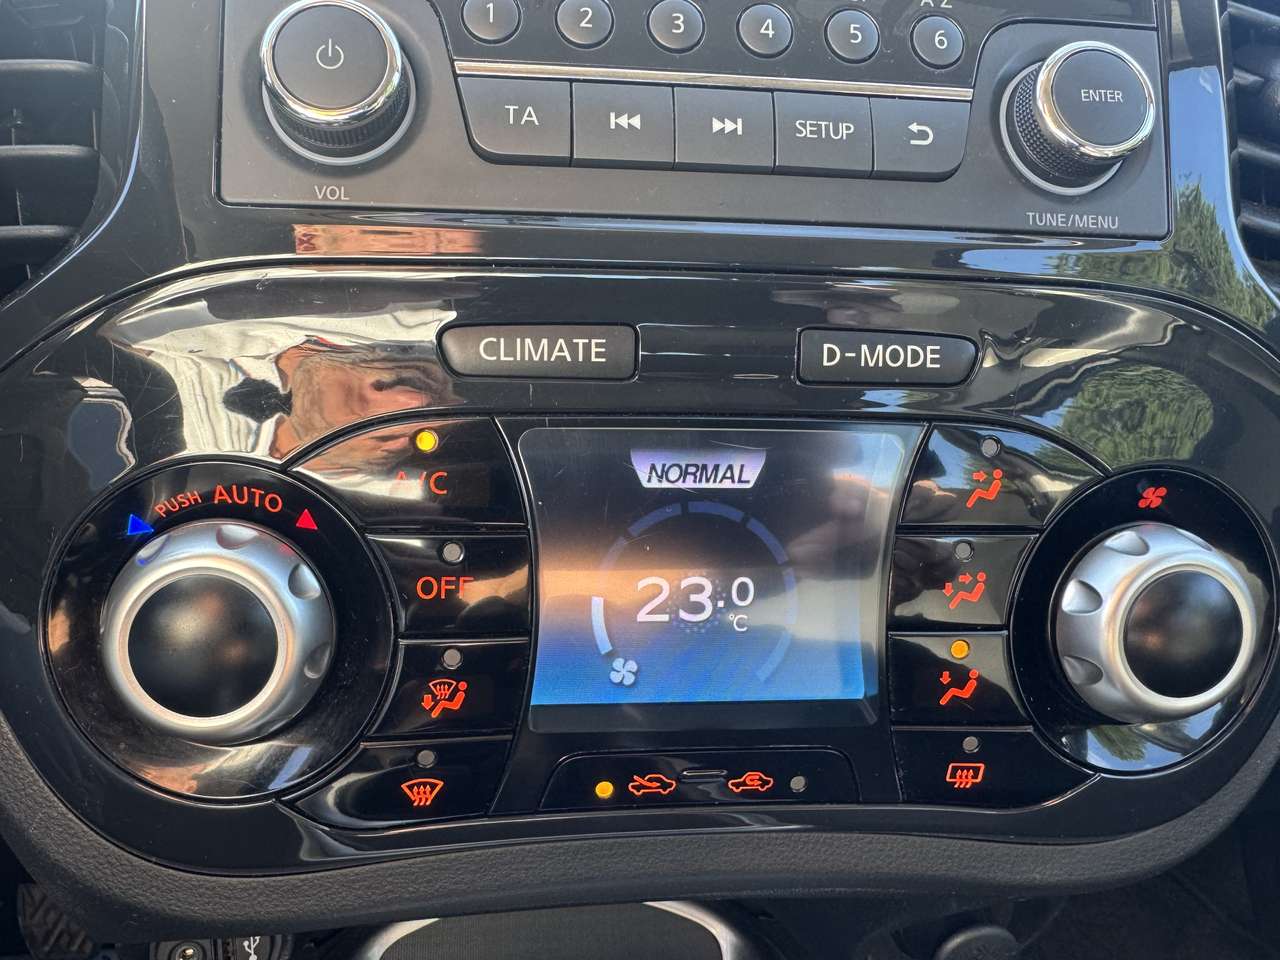 1 2 3 4 5 6
TA SETUP
ENTER
VOL
TUNE/MENU
CLIMATE D-MODE
A/C
NORMAL
PUSH AUTO
OFF
23.0
°C